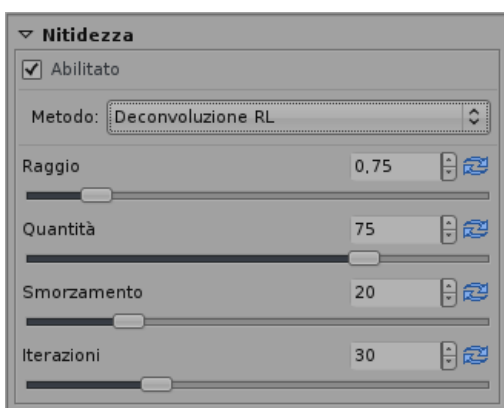 Nitidezza
Abilitato
Metodo: Deconvoluzione RL
Raggio 0,75
Quantità 75
Smorzamento 20
Iterazioni 30